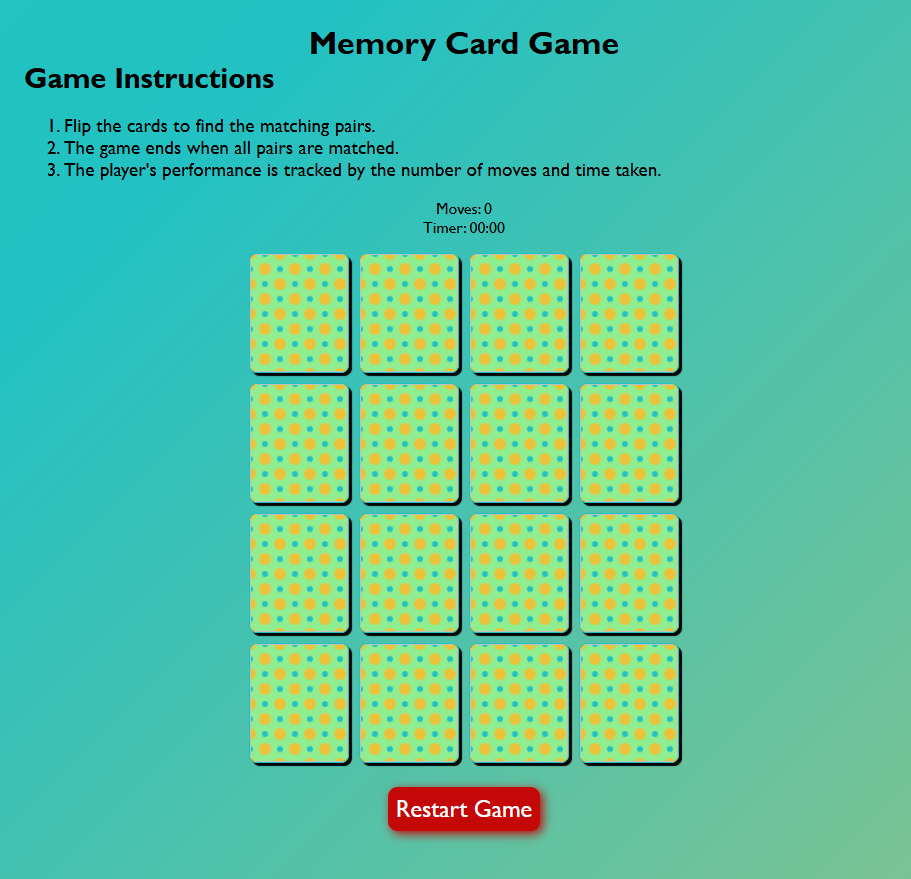 Memory Card Game
Game Instructions
1. Flip the cards to find the matching pairs.
2. The game ends when all pairs are matched.
3. The player's performance is tracked by the number of moves and time taken.
Moves: 0
Timer: 00:00
Restart Game